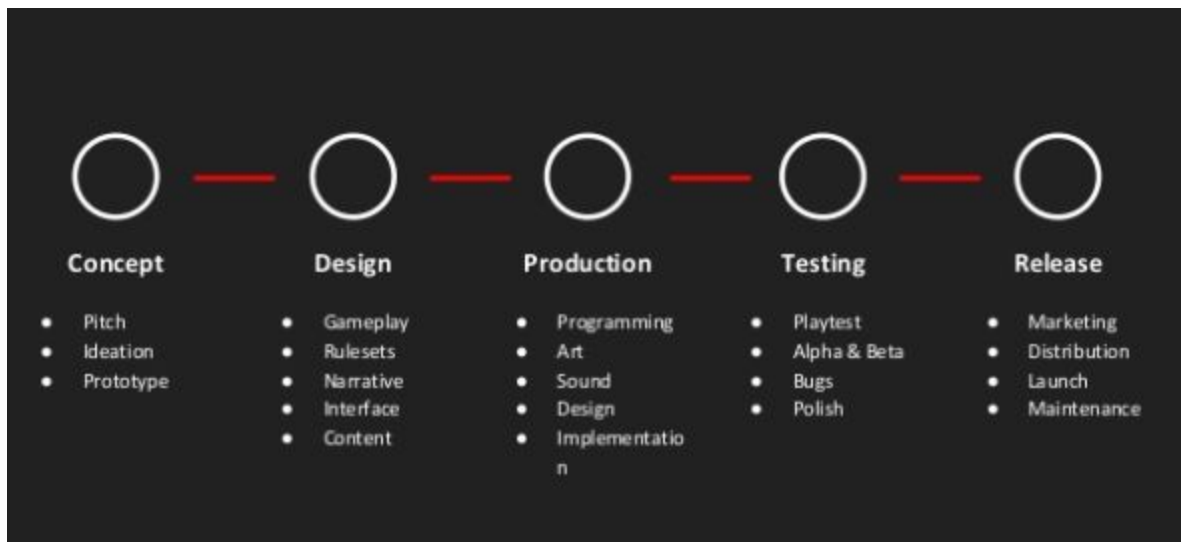 Concept
Pitch
Ideation
Prototype
Design
Gameplay
Rulesets
Narrative
Interface
Content
Production
Programming
Art
Sound
Design
Implementatio
n
Testing
Playtest
Alpha & Beta
Bugs
Polish
Release
Marketing
Distribution
Launch
Maintenance